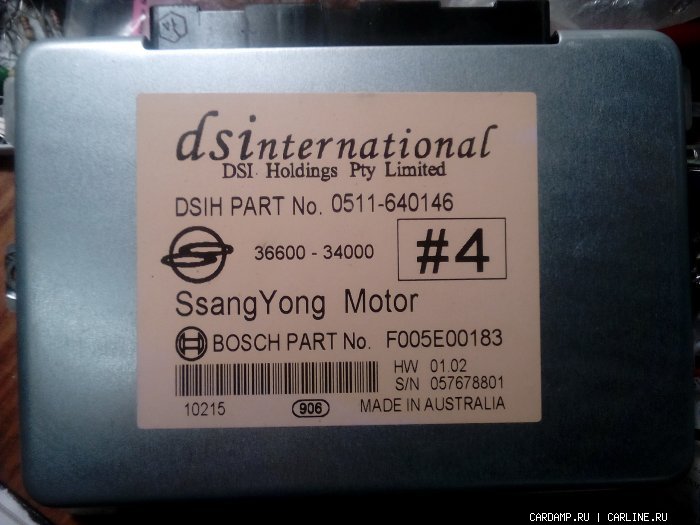 dsinternational
DSI Holdings Pty Limited
DSIH PART No. 0511-640146
36600 - 34000
#4
SsangYong Motor
BOSCH PART No. F005E00183
HW 01.02
S/N 057678801
10215 906 MADE IN AUSTRALIA
CARDAMP.RU | CARLINE.RU